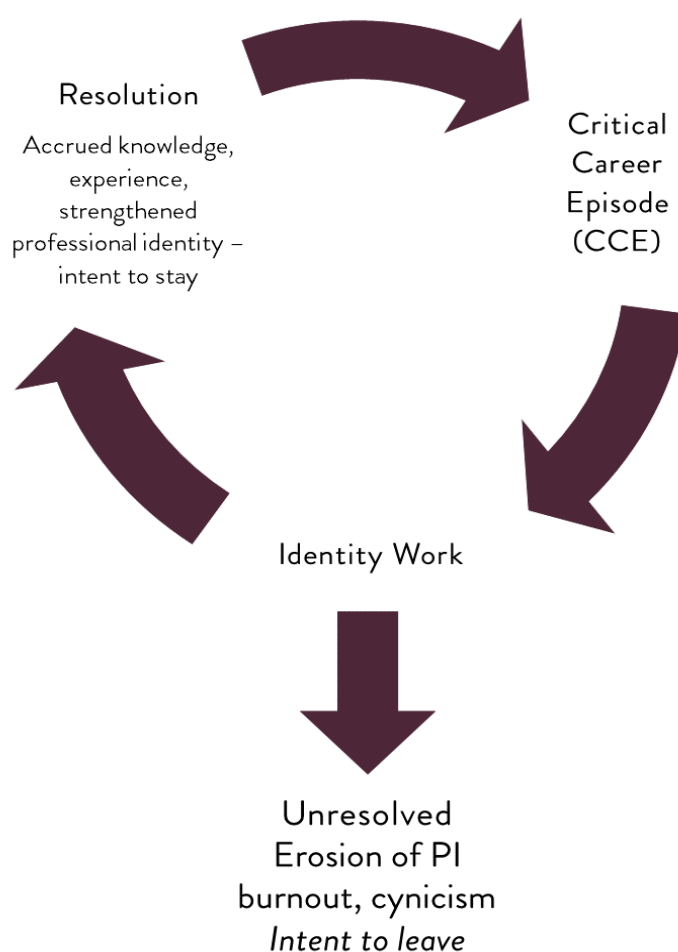 Resolution
Accrued knowledge,
experience,
strengthened
professional identity –
intent to stay
Critical
Career
Episode
(CCE)
Identity Work
Unresolved
Erosion of PI
burnout, cynicism
Intent to leave